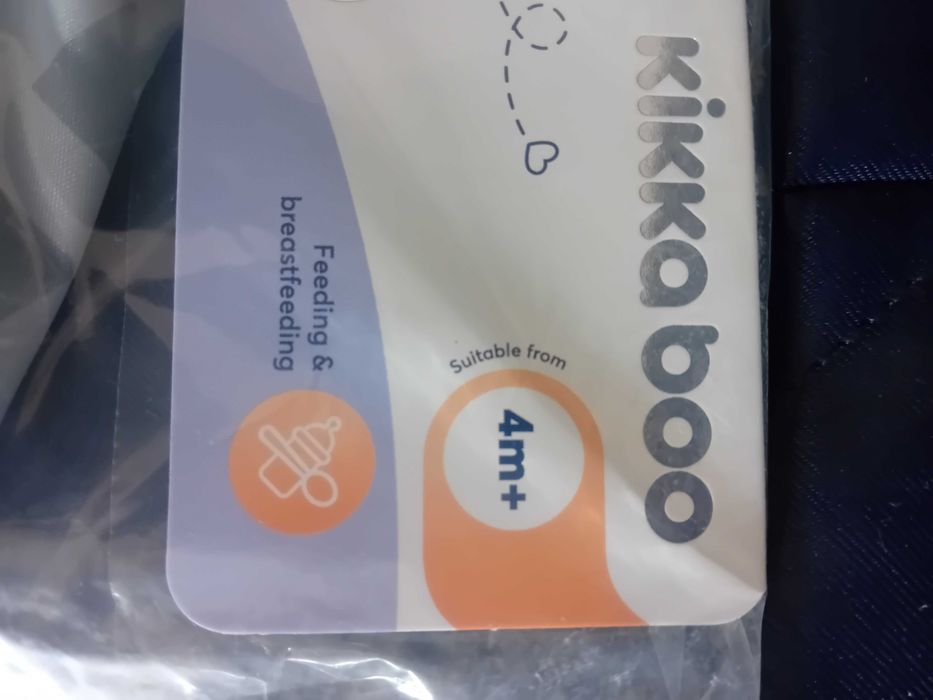 kikka boo
Suitable from
4m+
Feeding &
breastfeeding